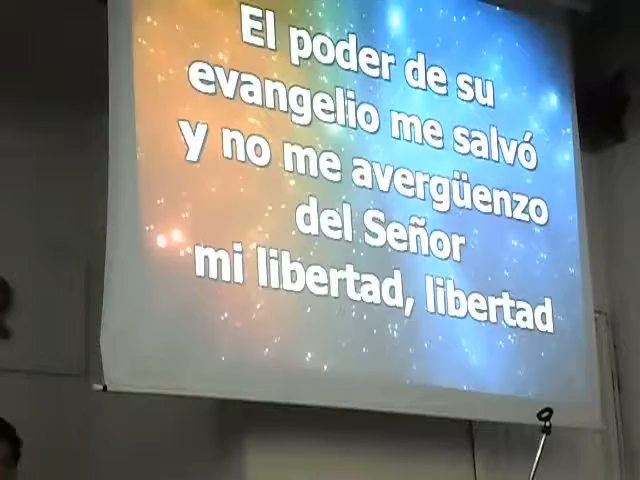 El poder de su
evangelio me salvó
y no me avergüenzo
del Señor
mi libertad, libertad